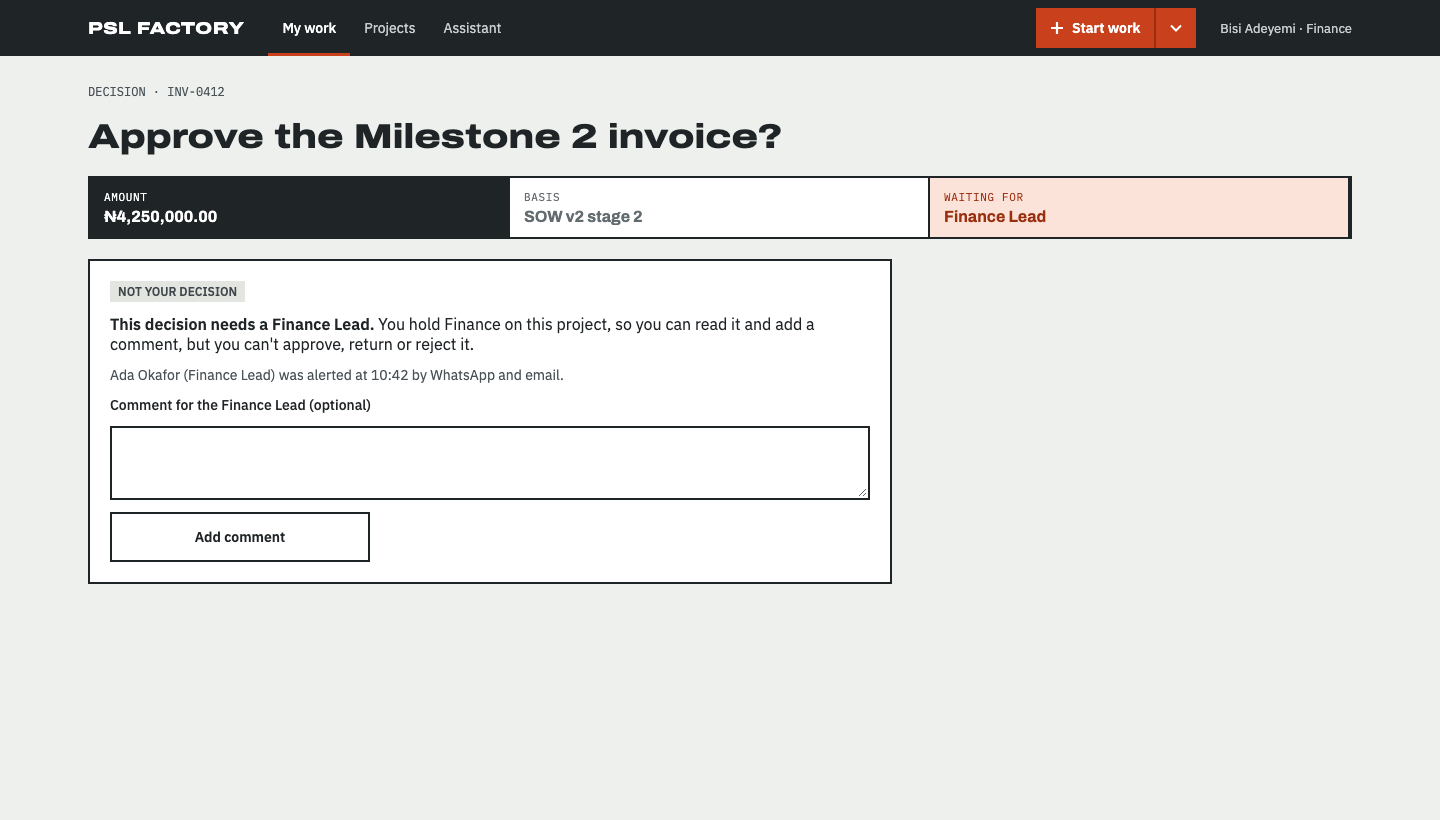 PSL FACTORY
My work
Projects
Assistant
Start work
Bisi Adeyemi · Finance
DECISION · INV-0412
Approve the Milestone 2 invoice?
AMOUNT
₦4,250,000.00
BASIS
SOW v2 stage 2
WAITING FOR
Finance Lead
NOT YOUR DECISION
This decision needs a Finance Lead. You hold Finance on this project, so you can read it and add a
comment, but you can't approve, return or reject it.
Ada Okafor (Finance Lead) was alerted at 10:42 by WhatsApp and email.
Comment for the Finance Lead (optional)
Add comment